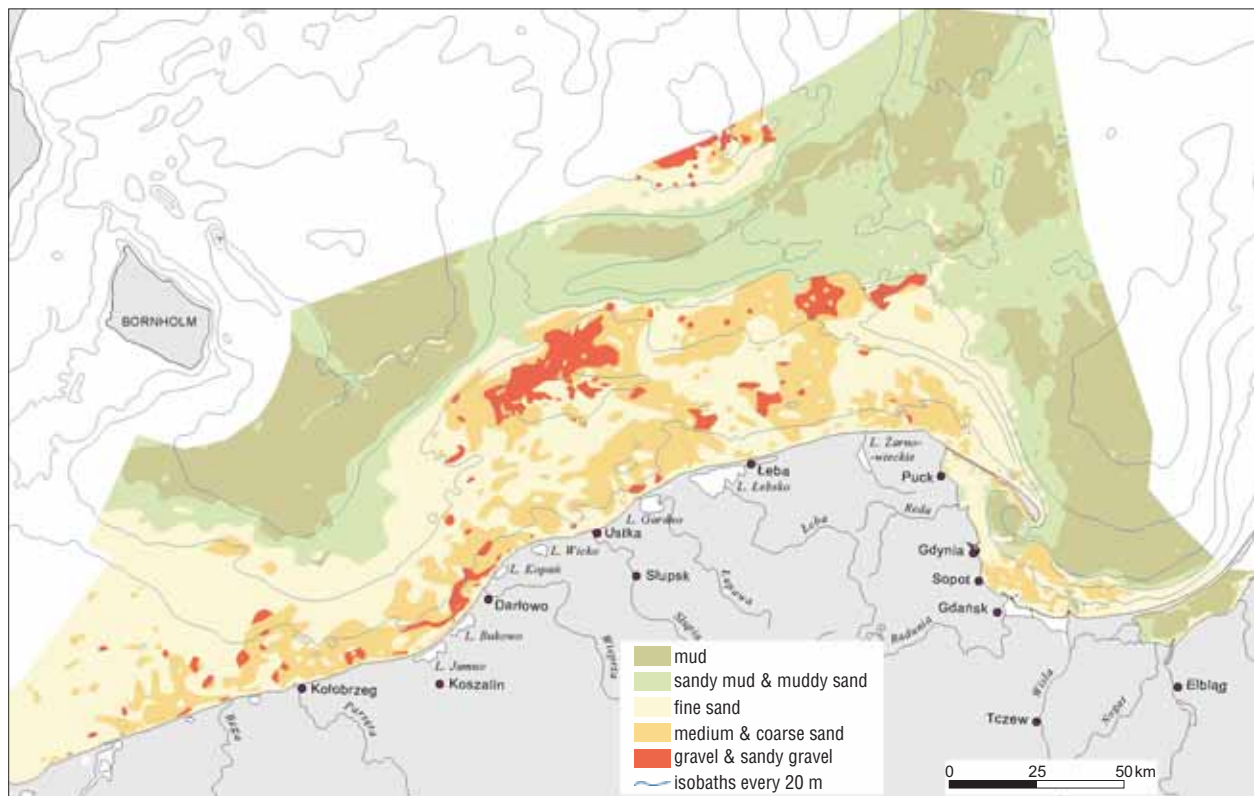 BORNHOLM
L. Żarno-
-wieckie
Puck
Łeba
L. Łebsko
Reda
Łeba
L. Gardno
Ustka
L. Wicko
Gdynia
L. Kopań
Słupsk
Łupawa
Sopot
Darłowo
Gdańsk
Słupia
Radunia
L. Bukowo
Wieprza
L. Jamno
Koszalin
Kołobrzeg
Parsęta
Rega
Wisła
Nogat
Elbląg
Tczew
mud
sandy mud & muddy sand
fine sand
medium & coarse sand
gravel & sandy gravel
isobaths every 20 m
0 25 50 km